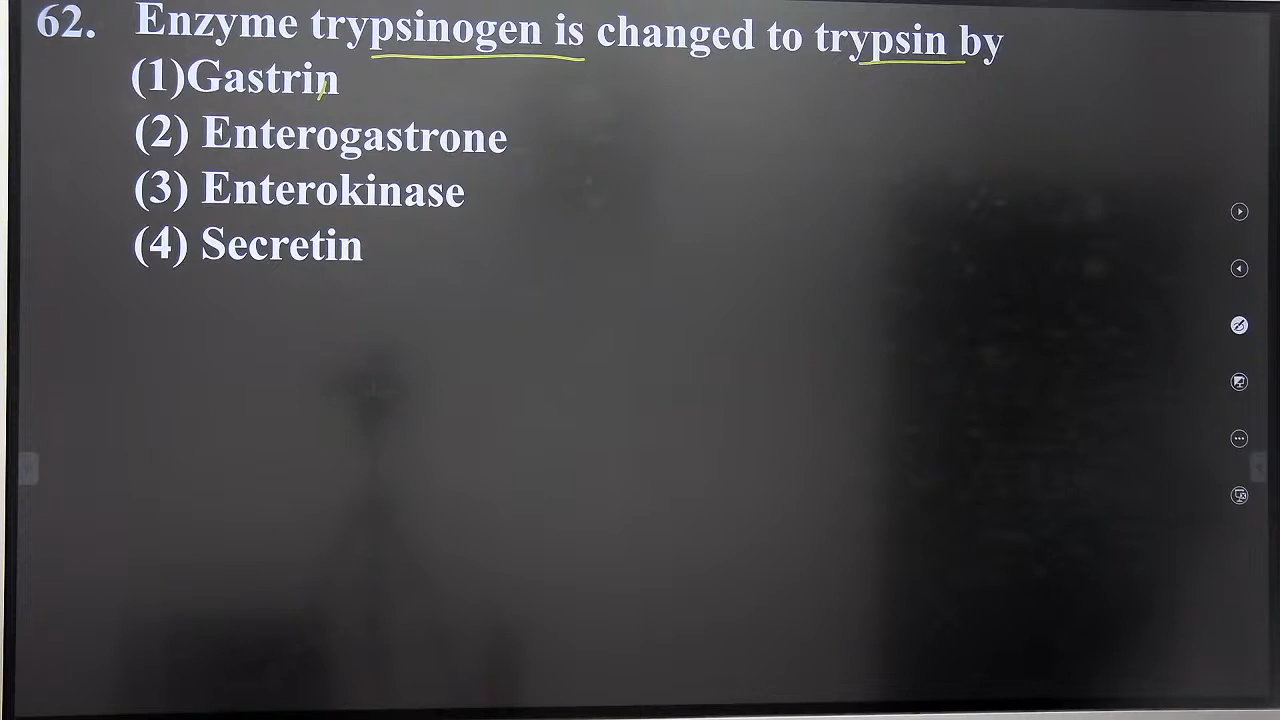 62. Enzyme trypsinogen is changed to trypsin by
(1)Gastrin
(2) Enterogastrone
(3) Enterokinase
(4) Secretin